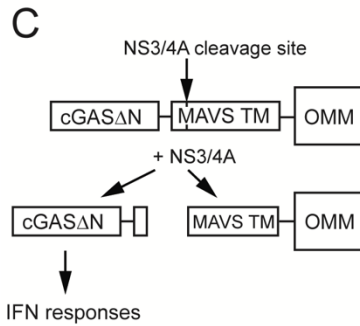 C
NS3/4A cleavage site
cGASΔN MAVS TM OMM
+ NS3/4A
cGASΔN MAVS TM OMM
IFN responses